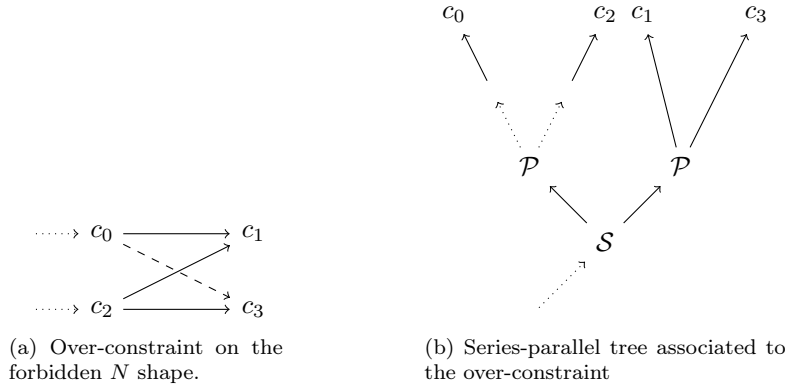 c₀ c₂ c₁ c₃
𝒫 𝒫
𝒮
c₀ c₁
c₂ c₃
(a) Over-constraint on the
forbidden N shape.
(b) Series-parallel tree associated to
the over-constraint